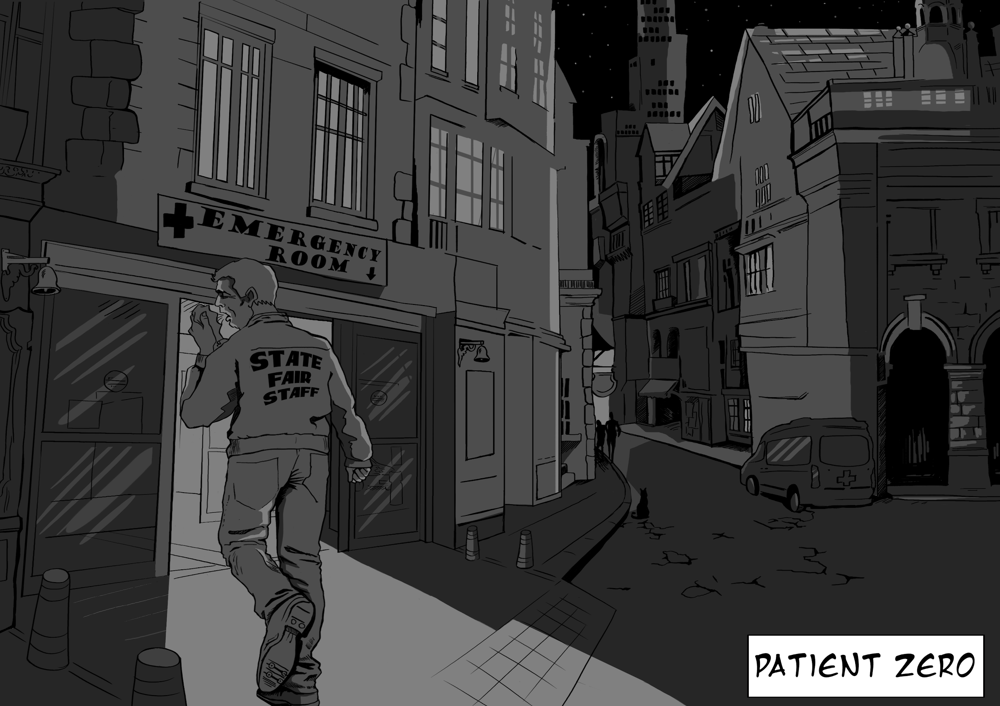 EMERGENCY
ROOM
STATE
FAIR
STAFF
PATIENT ZERO